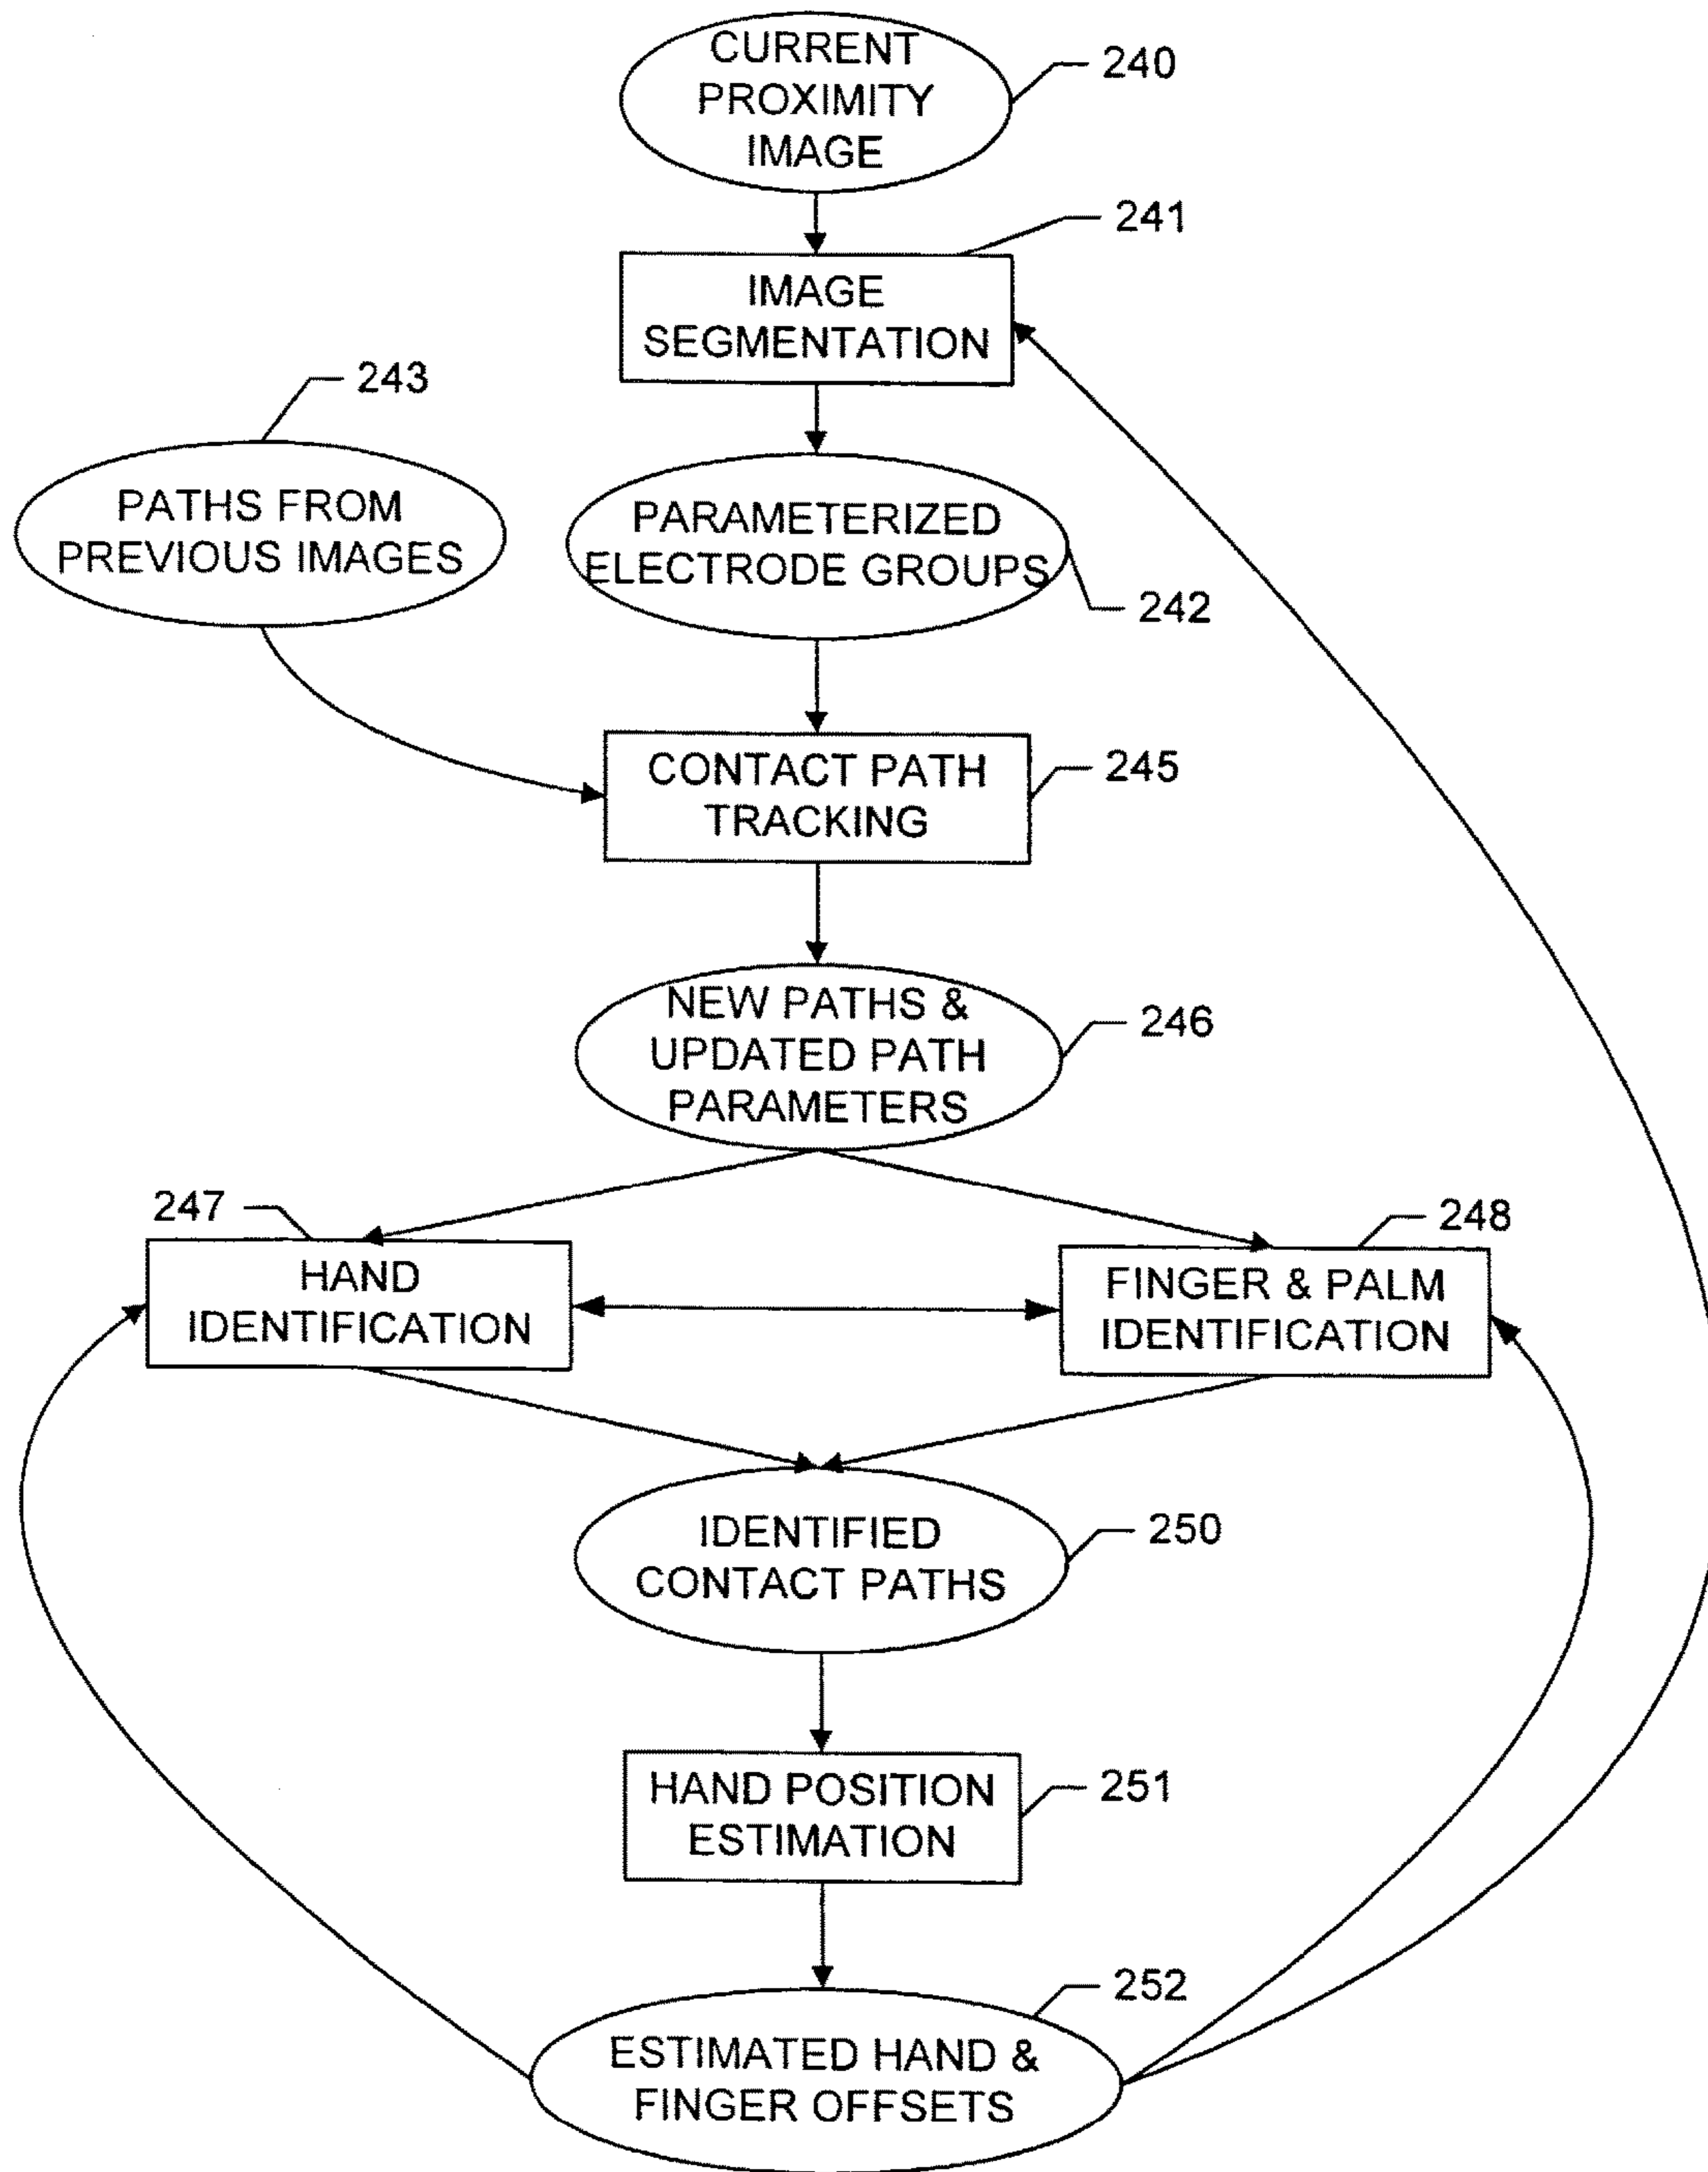 CURRENT
PROXIMITY
IMAGE
240
241
IMAGE
SEGMENTATION
243
PATHS FROM
PREVIOUS IMAGES
PARAMETERIZED
ELECTRODE GROUPS
242
CONTACT PATH
TRACKING
245
NEW PATHS &
UPDATED PATH
PARAMETERS
246
247
HAND
IDENTIFICATION
248
FINGER & PALM
IDENTIFICATION
IDENTIFIED
CONTACT PATHS
250
HAND POSITION
ESTIMATION
251
252
ESTIMATED HAND &
FINGER OFFSETS